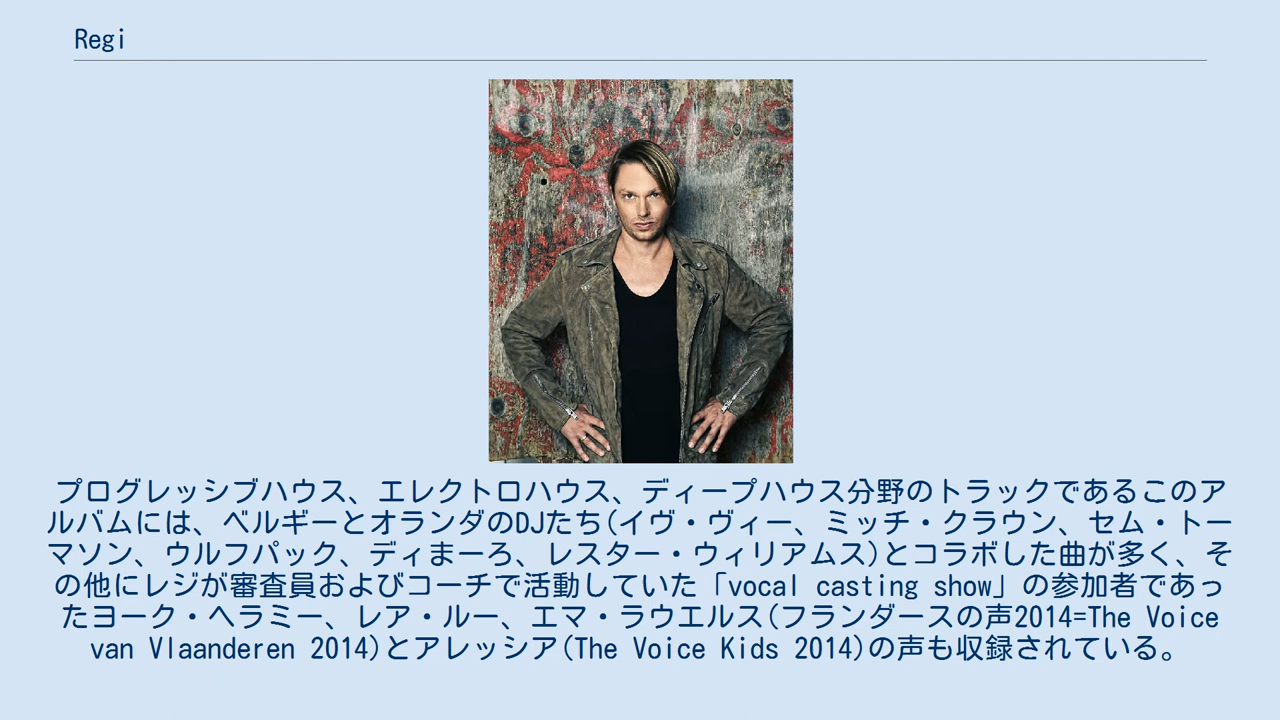 Regi
プログレッシブハウス、エレクトロハウス、ディープハウス分野のトラックであるこのア
ルバムには、ベルギーとオランダのDJたち(イヴ・ヴィー、ミッチ・クラウン、セム・トー
マソン、ウルフパック、ディまーろ、レスター・ウィリアムス)とコラボした曲が多く、そ
の他にレジが審査員およびコーチで活動していた「vocal casting show」の参加者であっ
たヨーク・ヘラミー、レア・ルー、エマ・ラウエルス(フランダースの声2014=The Voice
van Vlaanderen 2014)とアレッシア(The Voice Kids 2014)の声も収録されている。